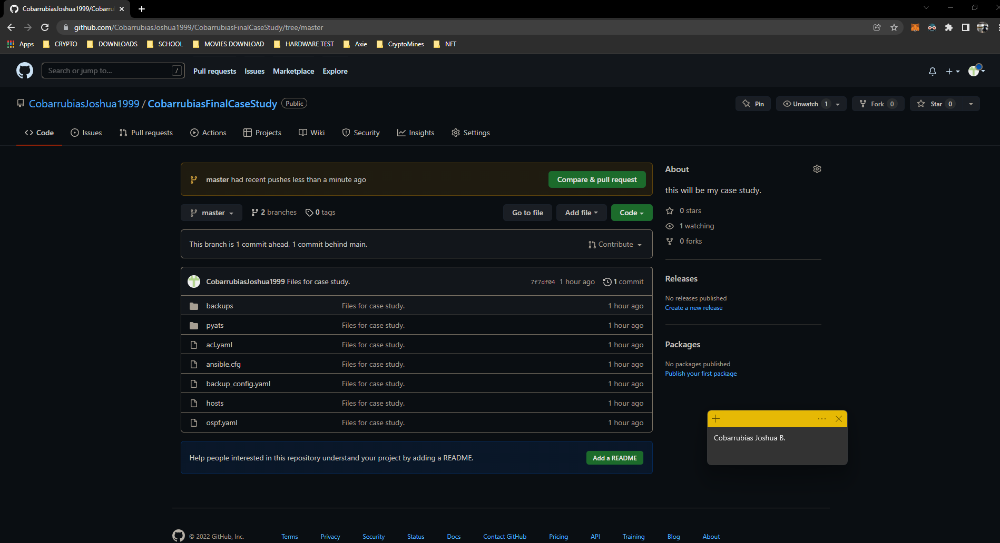 CobarrubiasJoshua1999/Cobarru
github.com/CobarrubiasJoshua1999/CobarrubiasFinalCaseStudy/tree/master
Apps CRYPTO DOWNLOADS SCHOOL MOVIES DOWNLOAD HARDWARE TEST Axie CryptoMines NFT
Search or jump to... / Pull requests Issues Marketplace Explore
CobarrubiasJoshua1999 / CobarrubiasFinalCaseStudy Public
Pin Unwatch 1 Fork 0 Star 0
Code Issues Pull requests Actions Projects Wiki Security Insights Settings
master had recent pushes less than a minute ago Compare & pull request
master 2 branches 0 tags Go to file Add file Code
This branch is 1 commit ahead, 1 commit behind main. Contribute
CobarrubiasJoshua1999 Files for case study. 7f7df04 1 hour ago 1 commit
backups Files for case study. 1 hour ago
pyats Files for case study. 1 hour ago
acl.yaml Files for case study. 1 hour ago
ansible.cfg Files for case study. 1 hour ago
backup_config.yaml Files for case study. 1 hour ago
hosts Files for case study. 1 hour ago
ospf.yaml Files for case study. 1 hour ago
Help people interested in this repository understand your project by adding a README. Add a README
About
this will be my case study.
0 stars
1 watching
0 forks
Releases
No releases published
Create a new release
Packages
No packages published
Publish your first package
Cobarrubias Joshua B.
© 2022 GitHub, Inc. Terms Privacy Security Status Docs Contact GitHub Pricing API Training Blog About